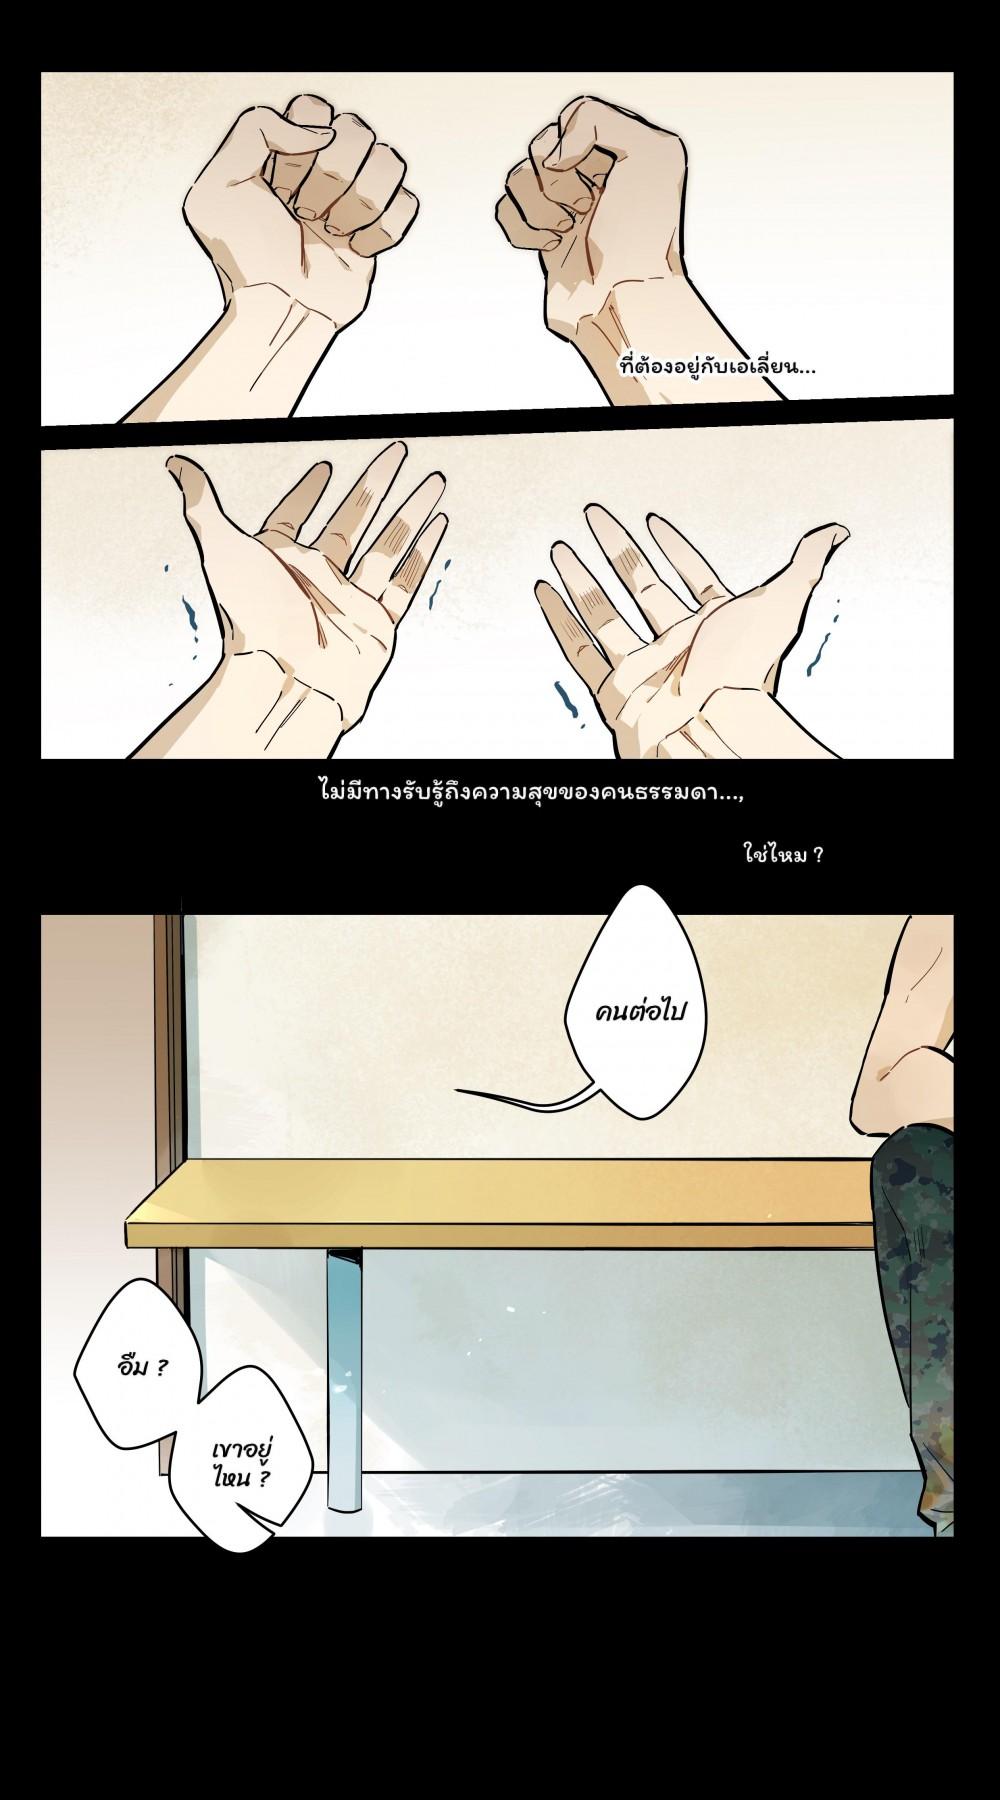 ที่ต้องอยู่กับเอเลี่ยน...
ไม่มีทางรับรู้ถึงความสุขของคนธรรมดา...,
ใช่ไหม ?
คนต่อไป
อืม ?
เขาอยู่
ไหน ?